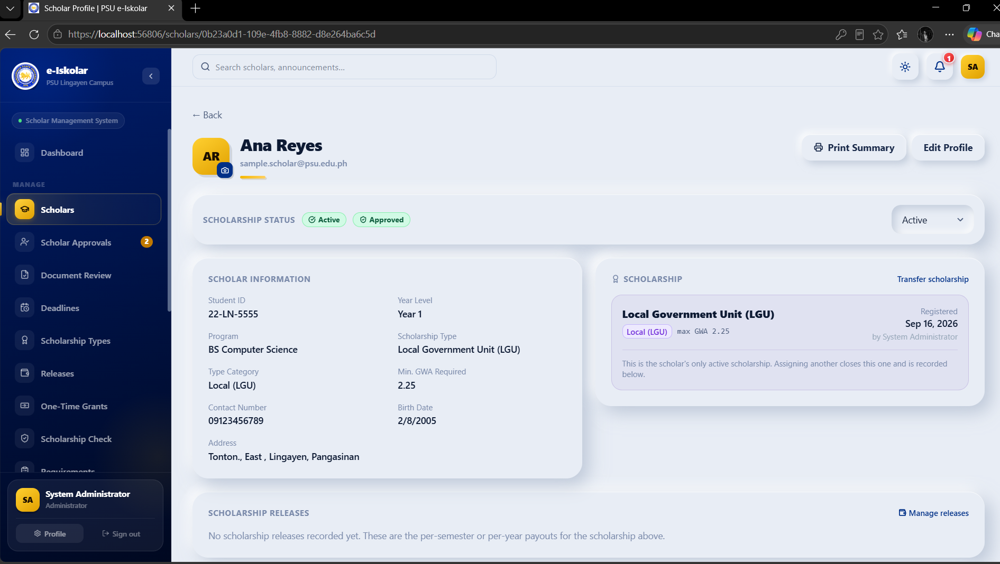 Scholar Profile | PSU e-Iskolar
https://localhost:56806/scholars/0b23a0d1-109e-4fb8-8882-d8e264ba6c5d
Cha
e-Iskolar
PSU Lingayen Campus
Scholar Management System
Dashboard
MANAGE
Scholars
Scholar Approvals
2
Document Review
Deadlines
Scholarship Types
Releases
One-Time Grants
Scholarship Check
Requirements
SA
System Administrator
Administrator
Profile
Sign out
Search scholars, announcements...
1
SA
← Back
AR
Ana Reyes
sample.scholar@psu.edu.ph
Print Summary
Edit Profile
SCHOLARSHIP STATUS
Active
Approved
Active
SCHOLAR INFORMATION
Student ID
22-LN-5555
Year Level
Year 1
Program
BS Computer Science
Scholarship Type
Local Government Unit (LGU)
Type Category
Local (LGU)
Min. GWA Required
2.25
Contact Number
09123456789
Birth Date
2/8/2005
Address
Tonton., East , Lingayen, Pangasinan
SCHOLARSHIP
Transfer scholarship
Local Government Unit (LGU)
Local (LGU)
max GWA 2.25
Registered
Sep 16, 2026
by System Administrator
This is the scholar's only active scholarship. Assigning another closes this one and is recorded
below.
SCHOLARSHIP RELEASES
Manage releases
No scholarship releases recorded yet. These are the per-semester or per-year payouts for the scholarship above.